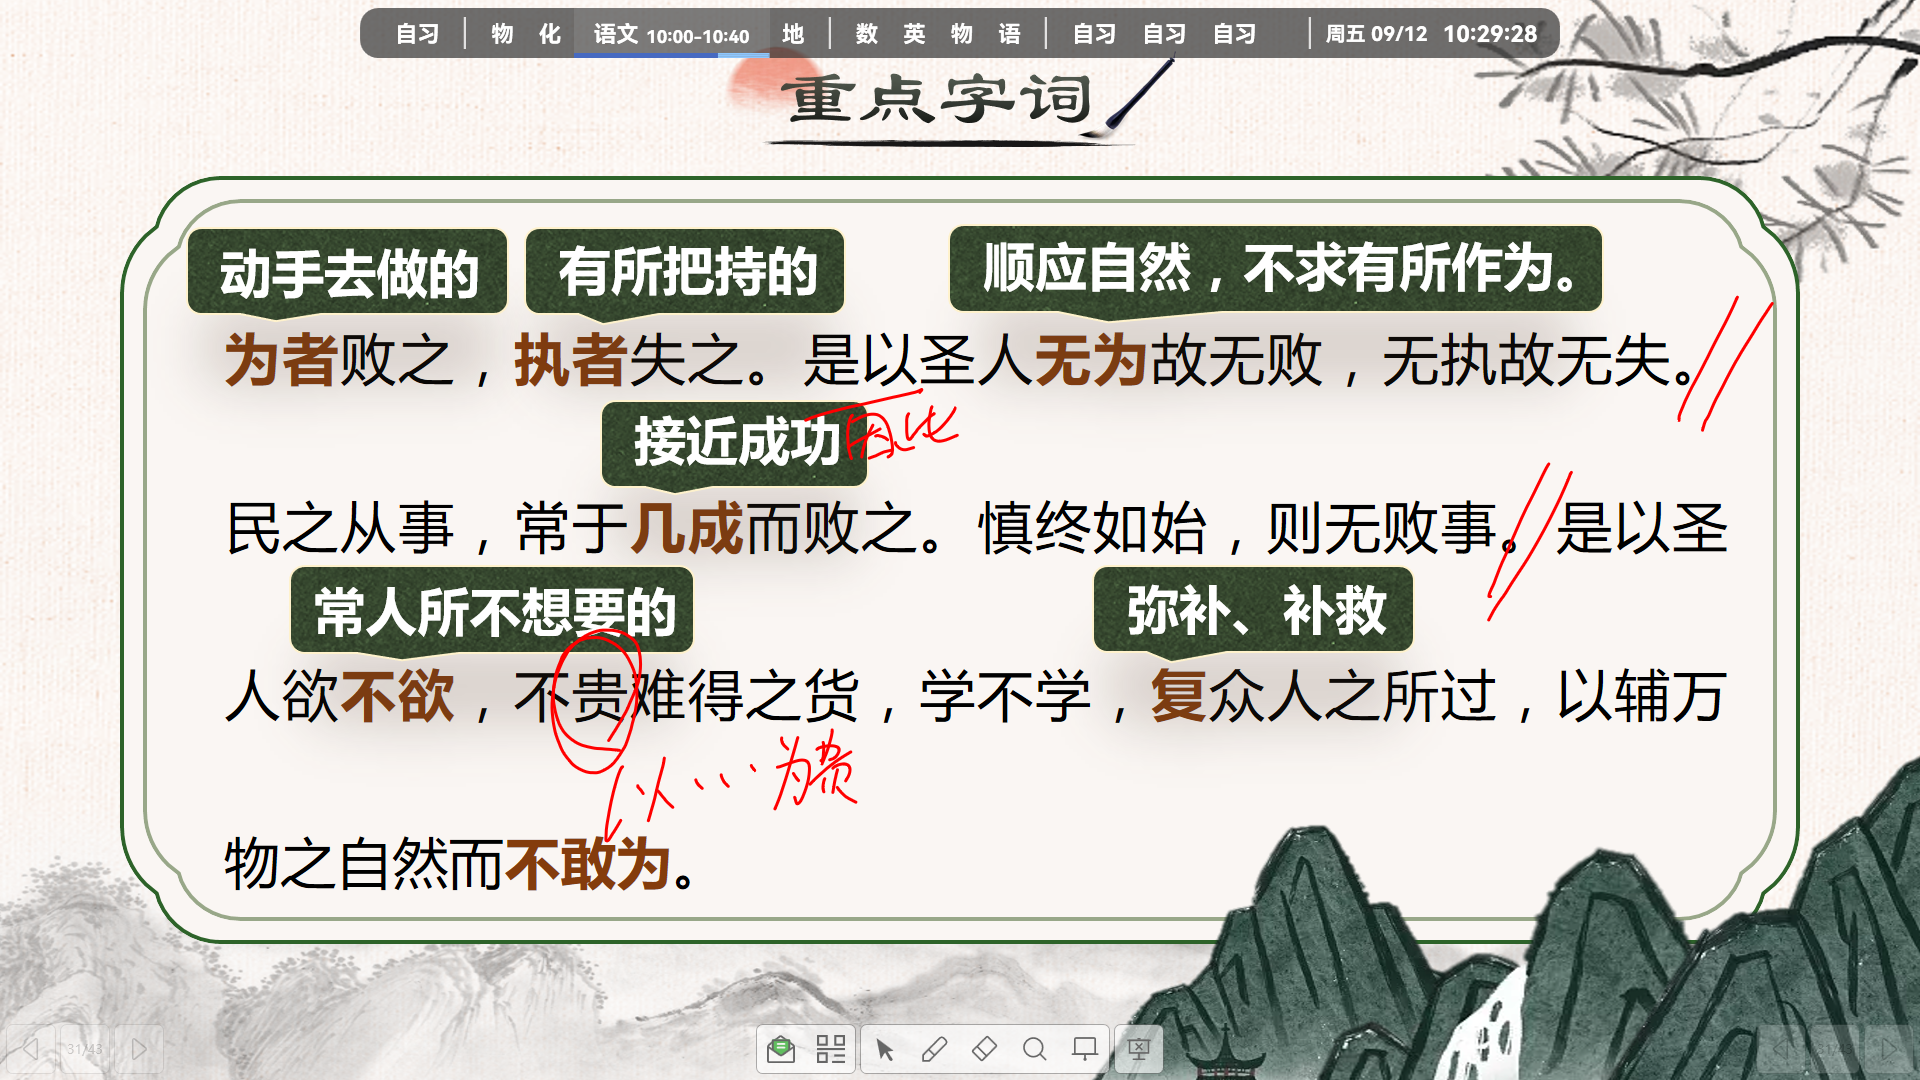 自习 物 化 语文 10:00-10:40 地 数 英 物 语 自习 自习 自习 周五 09/12 10:29:28
重点字词
动手去做的 有所把持的 顺应自然，不求有所作为。
为者败之，执者失之。是以圣人无为故无败，无执故无失。
接近成功 因此
民之从事，常于几成而败之。慎终如始，则无败事。是以圣
常人所不想要的 弥补、补救
人欲不欲，不贵难得之货，学不学，复众人之所过，以辅万
以……为贵
物之自然而不敢为。
31/43